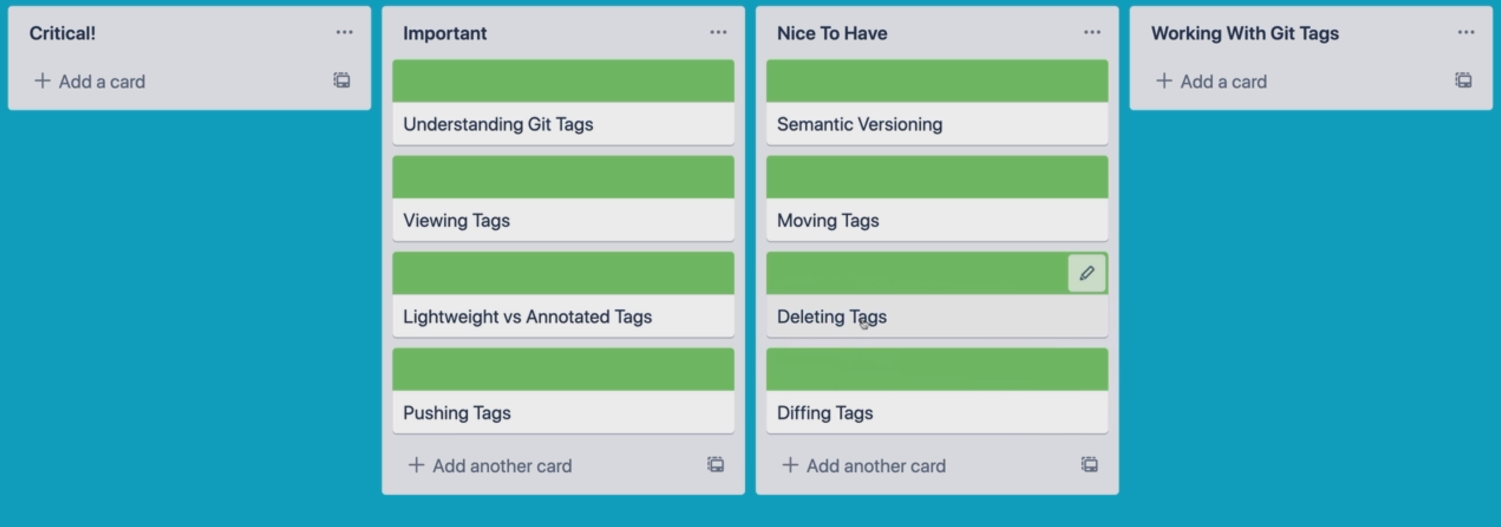 Critical!
Add a card
Important
Understanding Git Tags
Viewing Tags
Lightweight vs Annotated Tags
Pushing Tags
Add another card
Nice To Have
Semantic Versioning
Moving Tags
Deleting Tags
Diffing Tags
Add another card
Working With Git Tags
Add a card